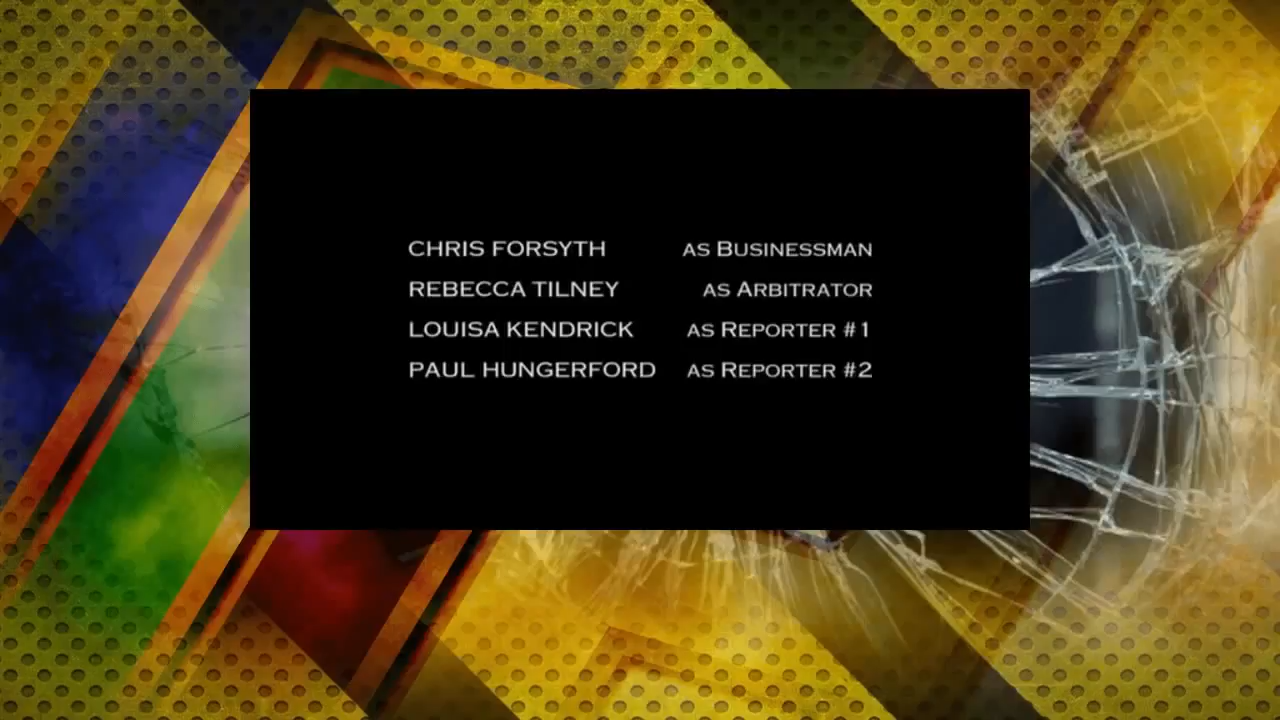 CHRIS FORSYTH AS BUSINESSMAN
REBECCA TILNEY AS ARBITRATOR
LOUISA KENDRICK AS REPORTER #1
PAUL HUNGERFORD AS REPORTER #2